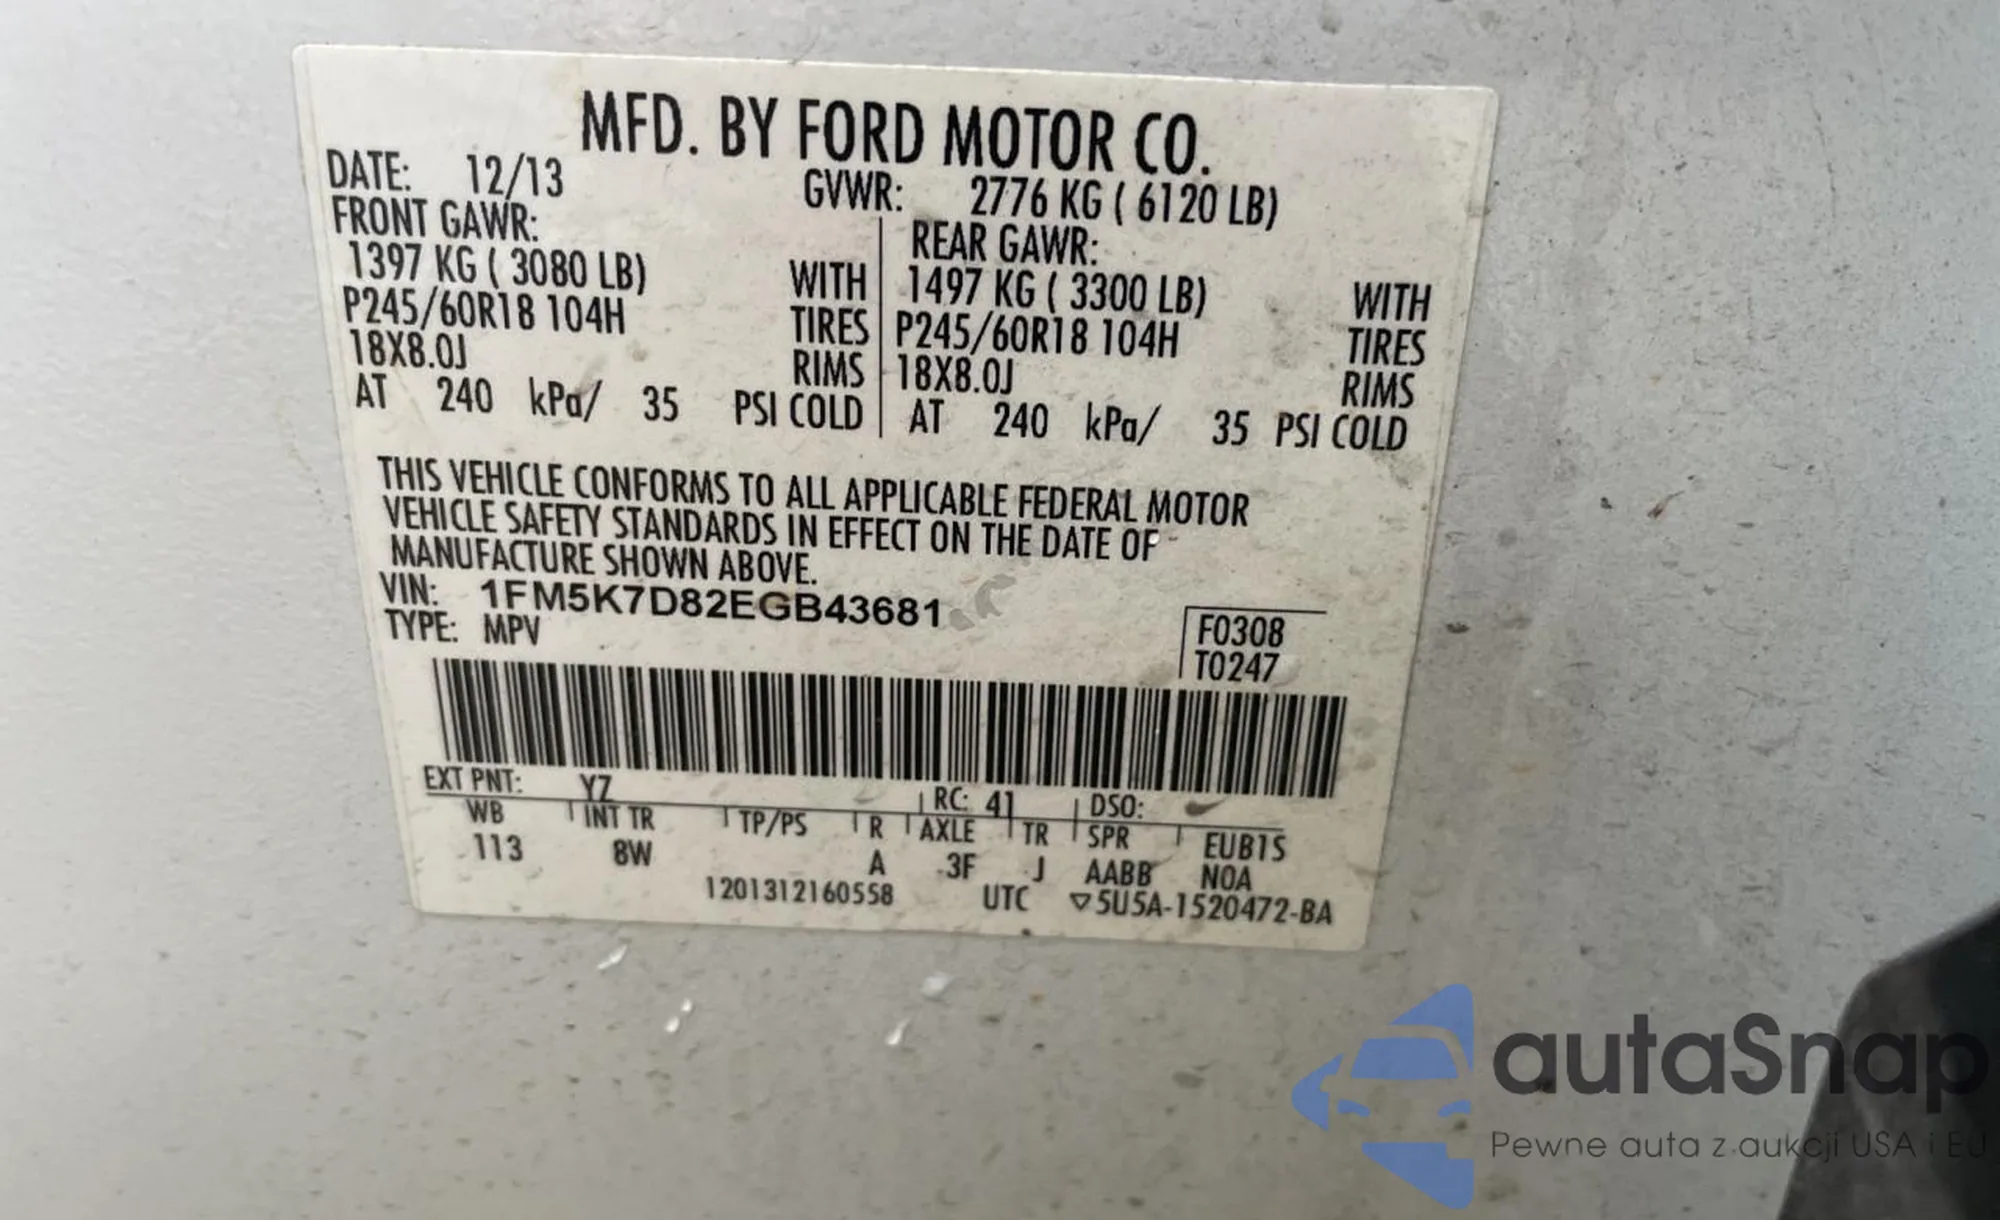 MFD. BY FORD MOTOR CO.
DATE: 12/13 GVWR: 2776 KG ( 6120 LB)
FRONT GAWR: REAR GAWR:
1397 KG ( 3080 LB) WITH 1497 KG ( 3300 LB) WITH
P245/60R18 104H TIRES P245/60R18 104H TIRES
18X8.0J RIMS 18X8.0J RIMS
AT 240 kPa/ 35 PSI COLD AT 240 kPa/ 35 PSI COLD
THIS VEHICLE CONFORMS TO ALL APPLICABLE FEDERAL MOTOR
VEHICLE SAFETY STANDARDS IN EFFECT ON THE DATE OF
MANUFACTURE SHOWN ABOVE.
VIN: 1FM5K7D82EGB43681
TYPE: MPV
F0308
T0247
EXT PNT: YZ RC: 41 DSO:
WB INT TR TP/PS R AXLE TR SPR EUB1S
113 8W A 3F J AABB NOA
1201312160558 UTC ▽5U5A-1520472-BA
autaSnap
Pewne auta z aukcji USA i EU